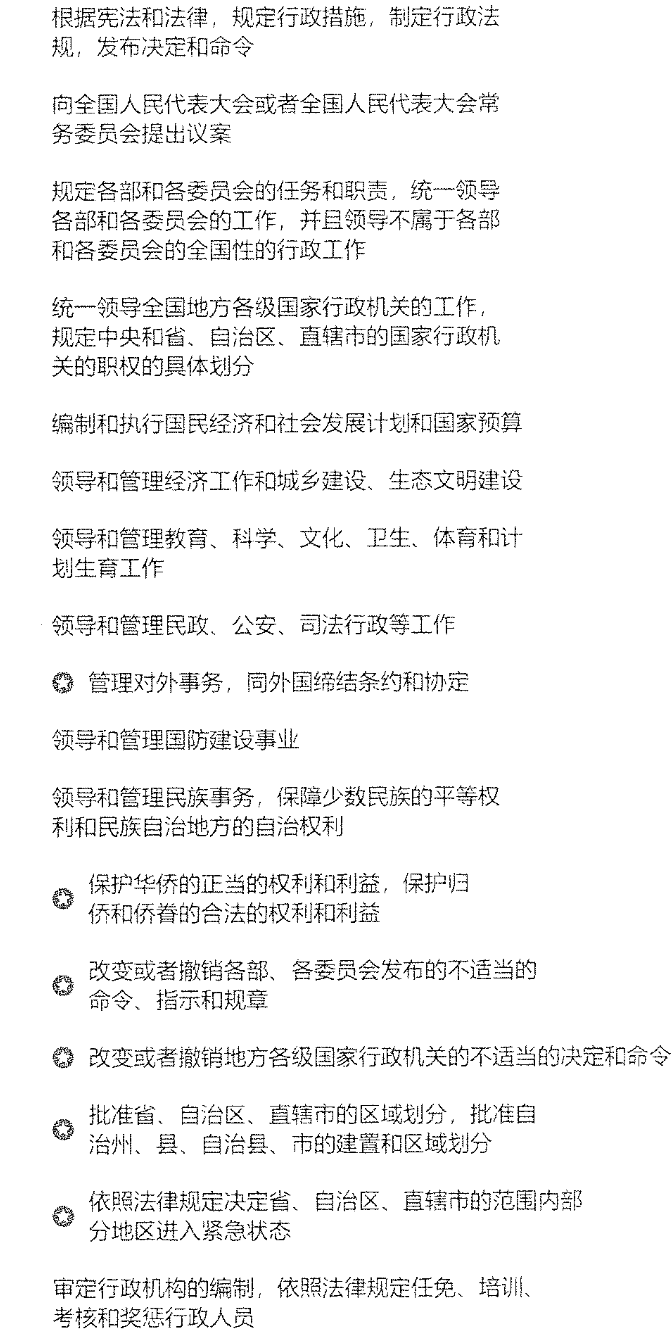 根据宪法和法律，规定行政措施，制定行政法
规，发布决定和命令
向全国人民代表大会或者全国人民代表大会常
务委员会提出议案
规定各部和各委员会的任务和职责，统一领导
各部和各委员会的工作，并且领导不属于各部
和各委员会的全国性的行政工作
统一领导全国地方各级国家行政机关的工作，
规定中央和省、自治区、直辖市的国家行政机
关的职权的具体划分
编制和执行国民经济和社会发展计划和国家预算
领导和管理经济工作和城乡建设、生态文明建设
领导和管理教育、科学、文化、卫生、体育和计
划生育工作
领导和管理民政、公安、司法行政等工作
管理对外事务，同外国缔结条约和协定
领导和管理国防建设事业
领导和管理民族事务，保障少数民族的平等权
利和民族自治地方的自治权利
保护华侨的正当的权利和利益，保护归
侨和侨眷的合法的权利和利益
改变或者撤销各部、各委员会发布的不适当的
命令、指示和规章
改变或者撤销地方各级国家行政机关的不适当的决定和命令
批准省、自治区、直辖市的区域划分，批准自
治州、县、自治县、市的建置和区域划分
依照法律规定决定省、自治区、直辖市的范围内部
分地区进入紧急状态
审定行政机构的编制，依照法律规定任免、培训、
考核和奖惩行政人员